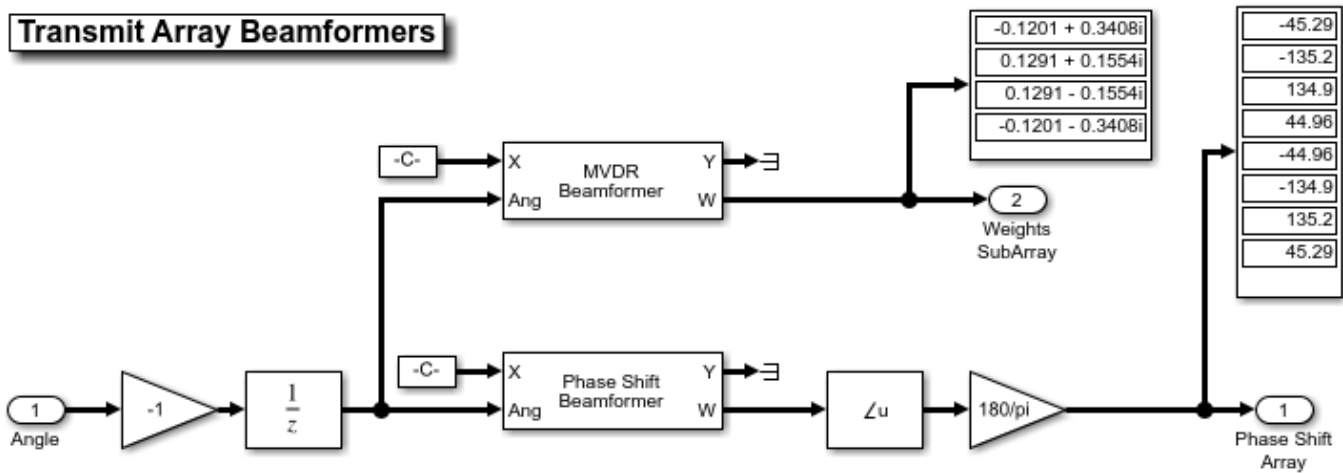 Transmit Array Beamformers
-0.1201 + 0.3408i
0.1291 + 0.1554i
0.1291 - 0.1554i
-0.1201 - 0.3408i
-45.29
-135.2
134.9
44.96
-44.96
-134.9
135.2
45.29
-C-
X
Ang
MVDR
Beamformer
Y
W
2
Weights
SubArray
1
Angle
-1
1
z
-C-
X
Ang
Phase Shift
Beamformer
Y
W
∠u
180/pi
1
Phase Shift
Array